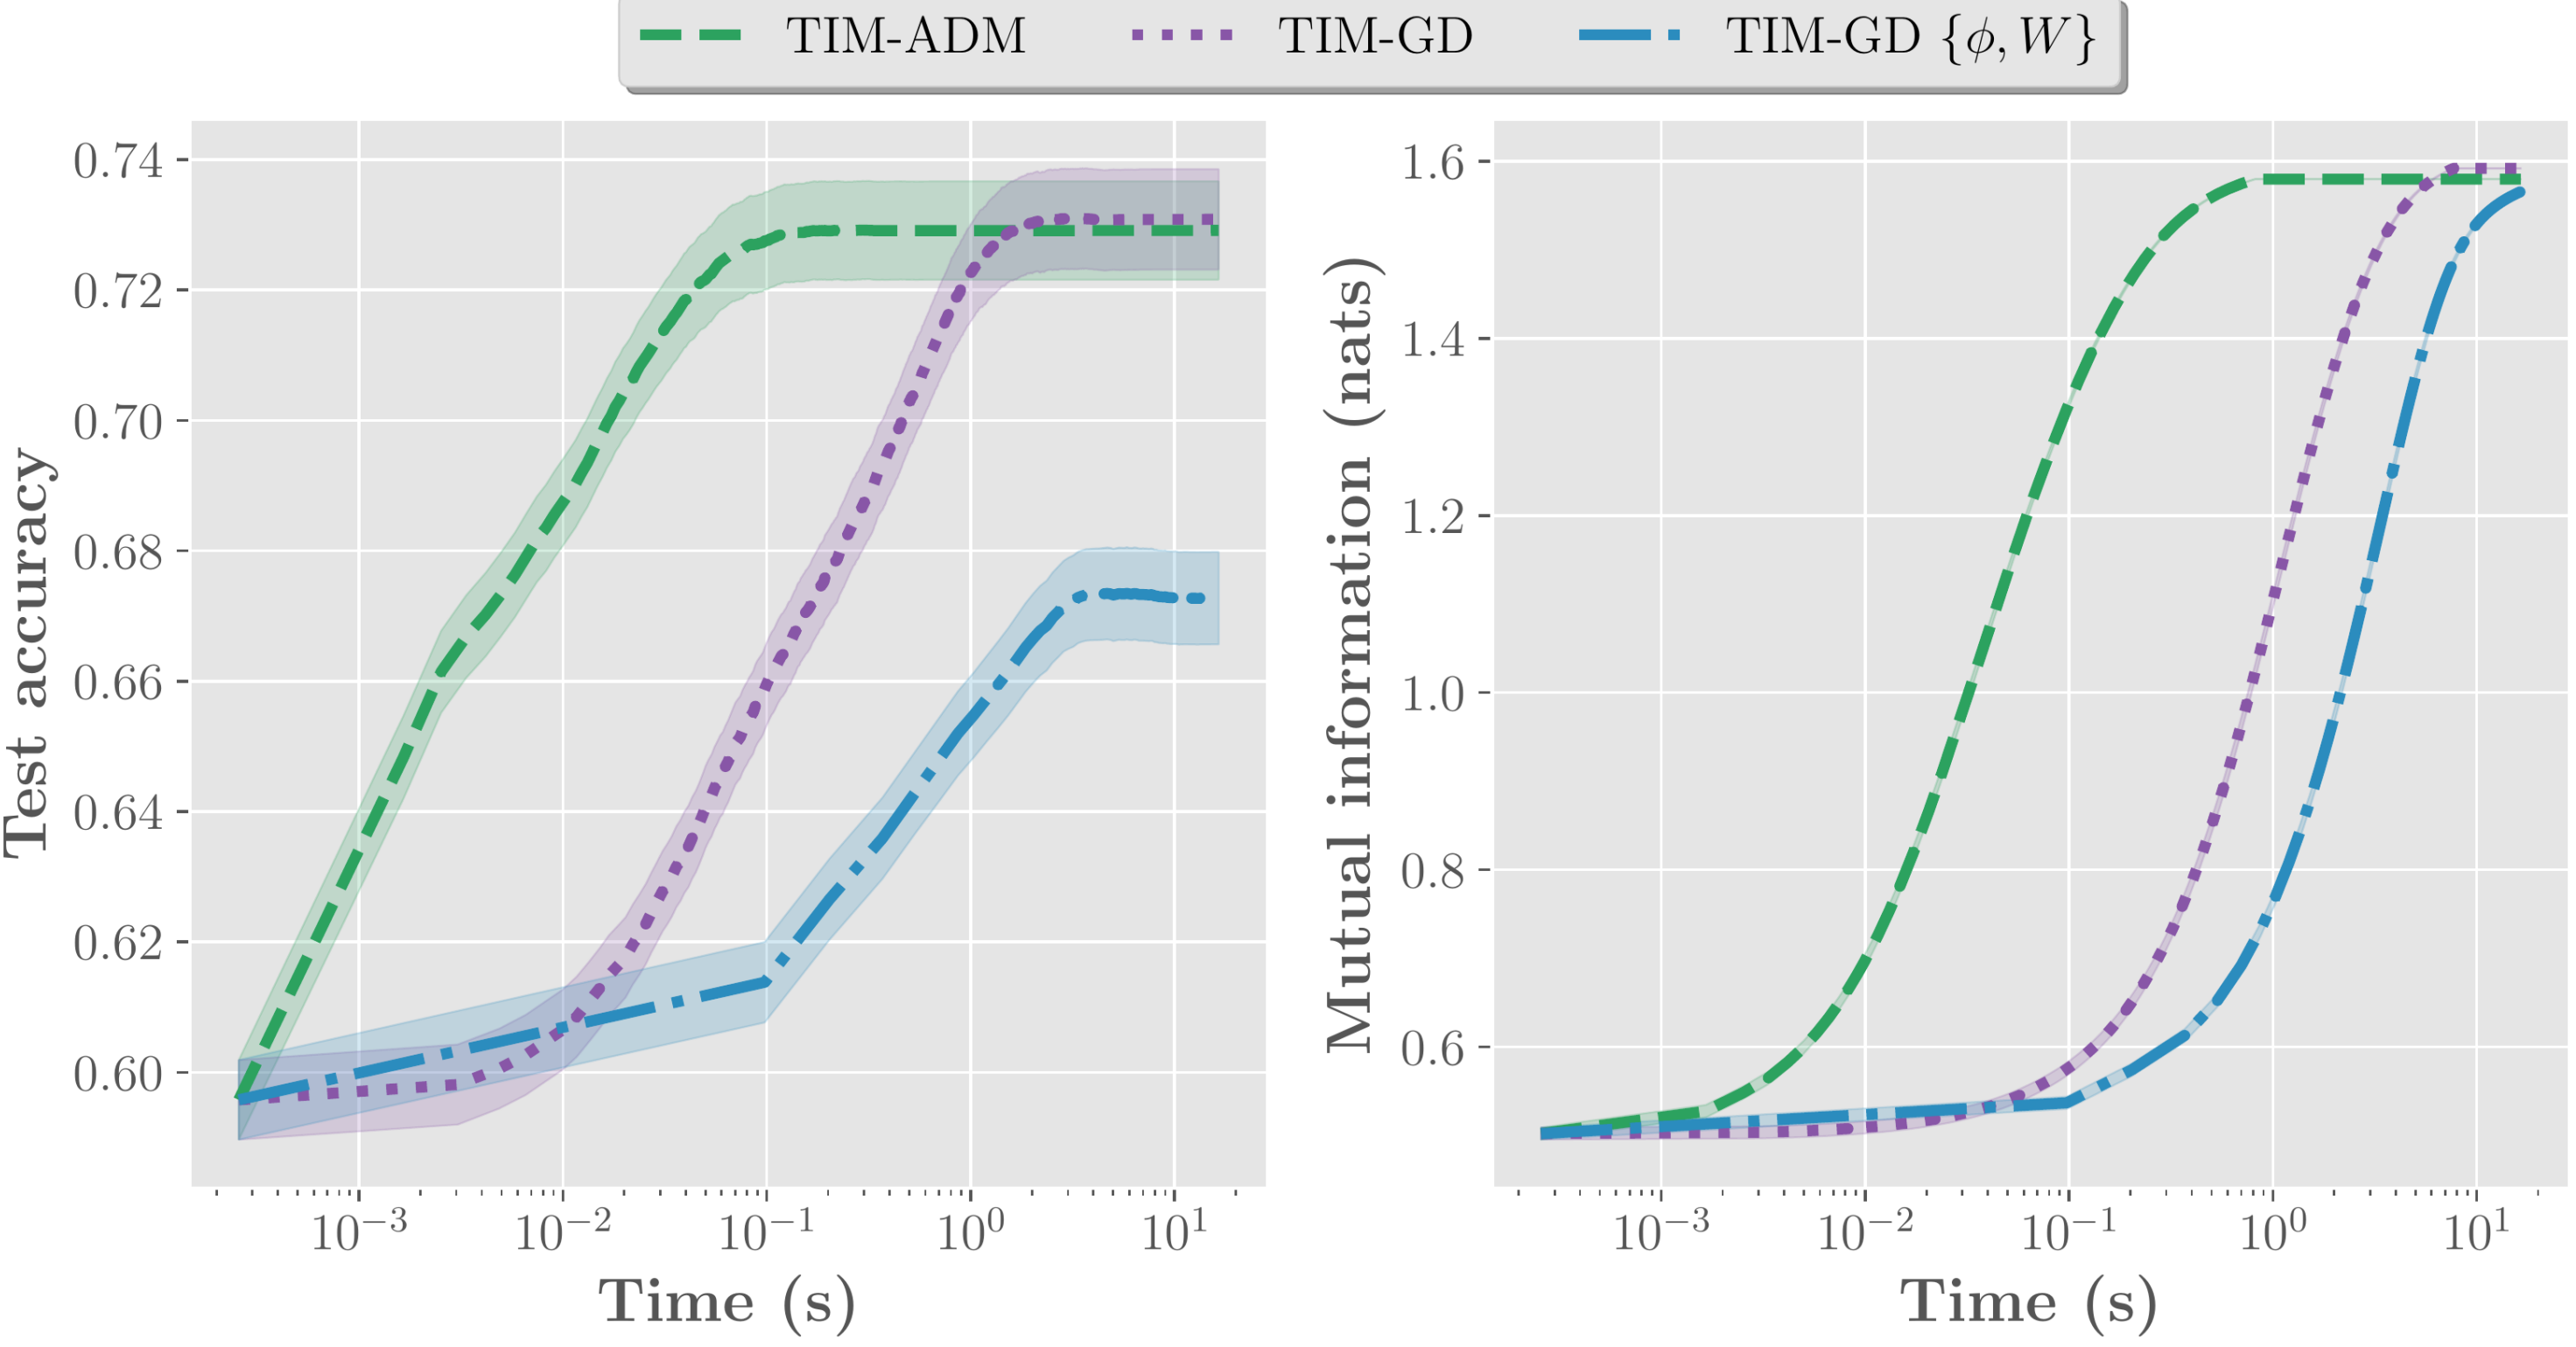 TIM-ADM TIM-GD TIM-GD {ϕ, W}
Test accuracy
0.74
0.72
0.70
0.68
0.66
0.64
0.62
0.60
10⁻³ 10⁻² 10⁻¹ 10⁰ 10¹
Time (s)
Mutual information (nats)
1.6
1.4
1.2
1.0
0.8
0.6
10⁻³ 10⁻² 10⁻¹ 10⁰ 10¹
Time (s)